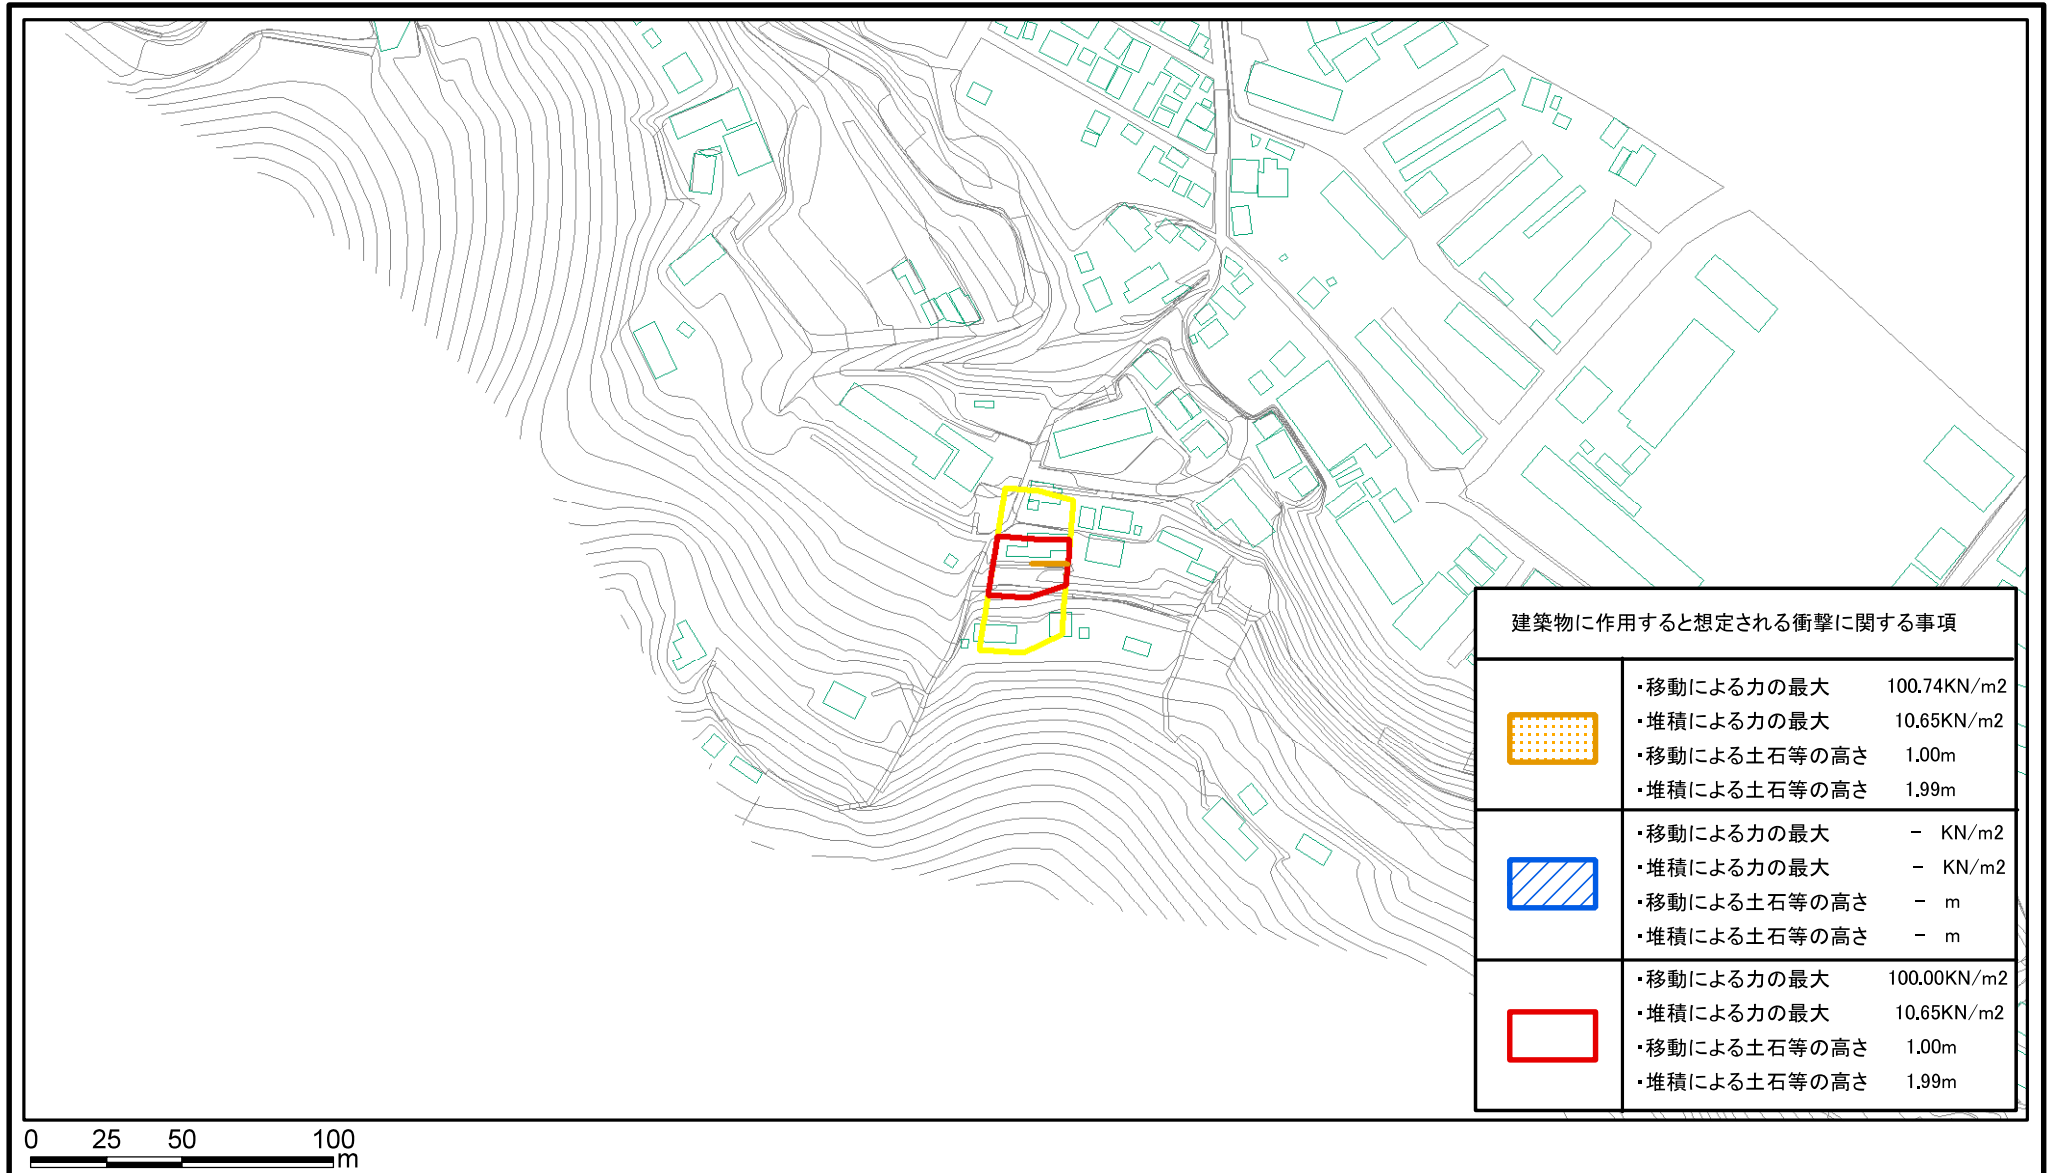 建築物に作用すると想定される衝撃に関する事項
・移動による力の最大 100.74KN/m2
・堆積による力の最大 10.65KN/m2
・移動による土石等の高さ 1.00m
・堆積による土石等の高さ 1.99m
・移動による力の最大 － KN/m2
・堆積による力の最大 － KN/m2
・移動による土石等の高さ － m
・堆積による土石等の高さ － m
・移動による力の最大 100.00KN/m2
・堆積による力の最大 10.65KN/m2
・移動による土石等の高さ 1.00m
・堆積による土石等の高さ 1.99m
0 25 50 100
m